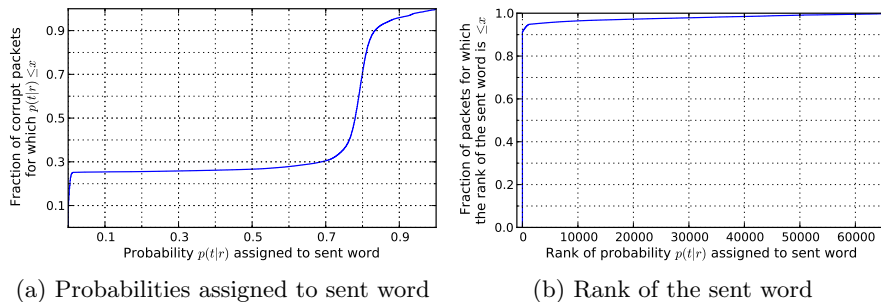 Fraction of corrupt packets
for which p(t|r) ≤x
0.9
0.7
0.5
0.3
0.1
0.1 0.3 0.5 0.7 0.9
Probability p(t|r) assigned to sent word
(a) Probabilities assigned to sent word
Fraction of packets for which
the rank of the sent word is ≤x
1.0
0.8
0.6
0.4
0.2
0.0
0 10000 20000 30000 40000 50000 60000
Rank of probability p(t|r) assigned to sent word
(b) Rank of the sent word